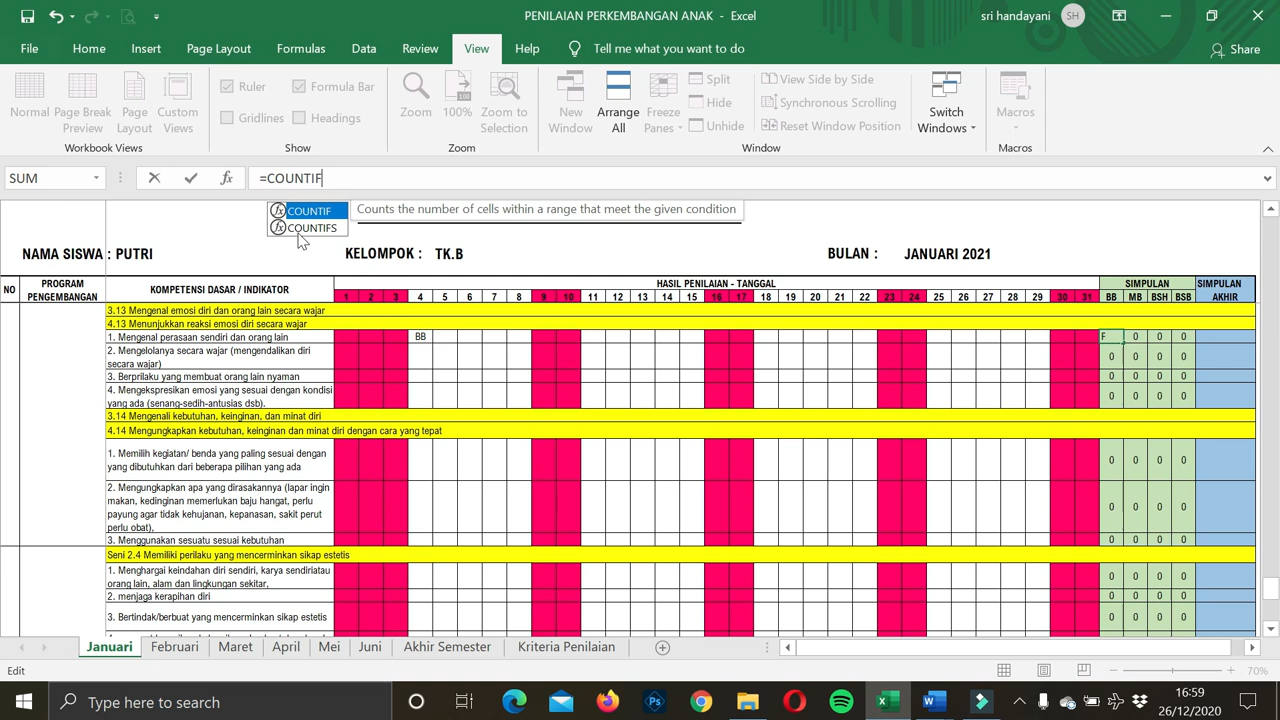 PENILAIAN PERKEMBANGAN ANAK - Excel
sri handayani
SH
File
Home
Insert
Page Layout
Formulas
Data
Review
View
Help
Tell me what you want to do
Share
Normal
Page Break Preview
Page Layout
Custom Views
Workbook Views
Ruler
Formula Bar
Gridlines
Headings
Show
Zoom
100%
Zoom to Selection
Zoom
New Window
Arrange All
Freeze Panes
Split
Hide
Unhide
View Side by Side
Synchronous Scrolling
Reset Window Position
Window
Switch Windows
Macros
Macros
SUM
fx
=COUNTIF
COUNTIF
COUNTIFS
Counts the number of cells within a range that meet the given condition
NAMA SISWA : PUTRI
KELOMPOK : TK.B
BULAN : JANUARI 2021
NO
PROGRAM PENGEMBANGAN
KOMPETENSI DASAR / INDIKATOR
HASIL PENILAIAN - TANGGAL
1 2 3 4 5 6 7 8 9 10 11 12 13 14 15 16 17 18 19 20 21 22 23 24 25 26 27 28 29 30 31
SIMPULAN
BB MB BSH BSB
SIMPULAN AKHIR
3.13 Mengenal emosi diri dan orang lain secara wajar
4.13 Menunjukkan reaksi emosi diri secara wajar
1. Mengenal perasaan sendiri dan orang lain BB F 0 0 0
2. Mengelolanya secara wajar (mengendalikan diri
secara wajar) 0 0 0 0
3. Berprilaku yang membuat orang lain nyaman 0 0 0 0
4. Mengekspresikan emosi yang sesuai dengan kondisi
yang ada (senang-sedih-antusias dsb). 0 0 0 0
3.14 Mengenali kebutuhan, keinginan, dan minat diri
4.14 Mengungkapkan kebutuhan, keinginan dan minat diri dengan cara yang tepat
1. Memilih kegiatan/ benda yang paling sesuai dengan
yang dibutuhkan dari beberapa pilihan yang ada 0 0 0 0
2. Mengungkapkan apa yang dirasakannya (lapar ingin
makan, kedinginan memerlukan baju hangat, perlu
payung agar tidak kehujanan, kepanasan, sakit perut
perlu obat), 0 0 0 0
3. Menggunakan sesuatu sesuai kebutuhan 0 0 0 0
Seni 2.4 Memiliki perilaku yang mencerminkan sikap estetis
1. Menghargai keindahan diri sendiri, karya sendiriatau
orang lain, alam dan lingkungan sekitar, 0 0 0 0
2. menjaga kerapihan diri 0 0 0 0
3. Bertindak/berbuat yang mencerminkan sikap estetis 0 0 0 0
Januari
Februari
Maret
April
Mei
Juni
Akhir Semester
Kriteria Penilaian
Edit
70%
Type here to search
16:59
26/12/2020